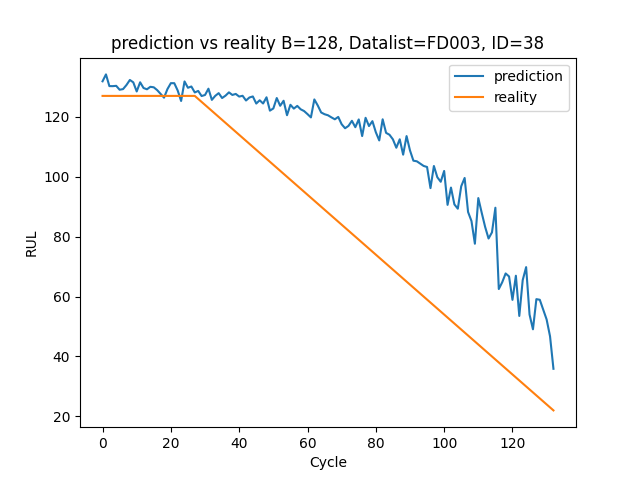 prediction vs reality B=128, Datalist=FD003, ID=38
prediction
reality
120
100
80
60
40
20
RUL
0 20 40 60 80 100 120
Cycle